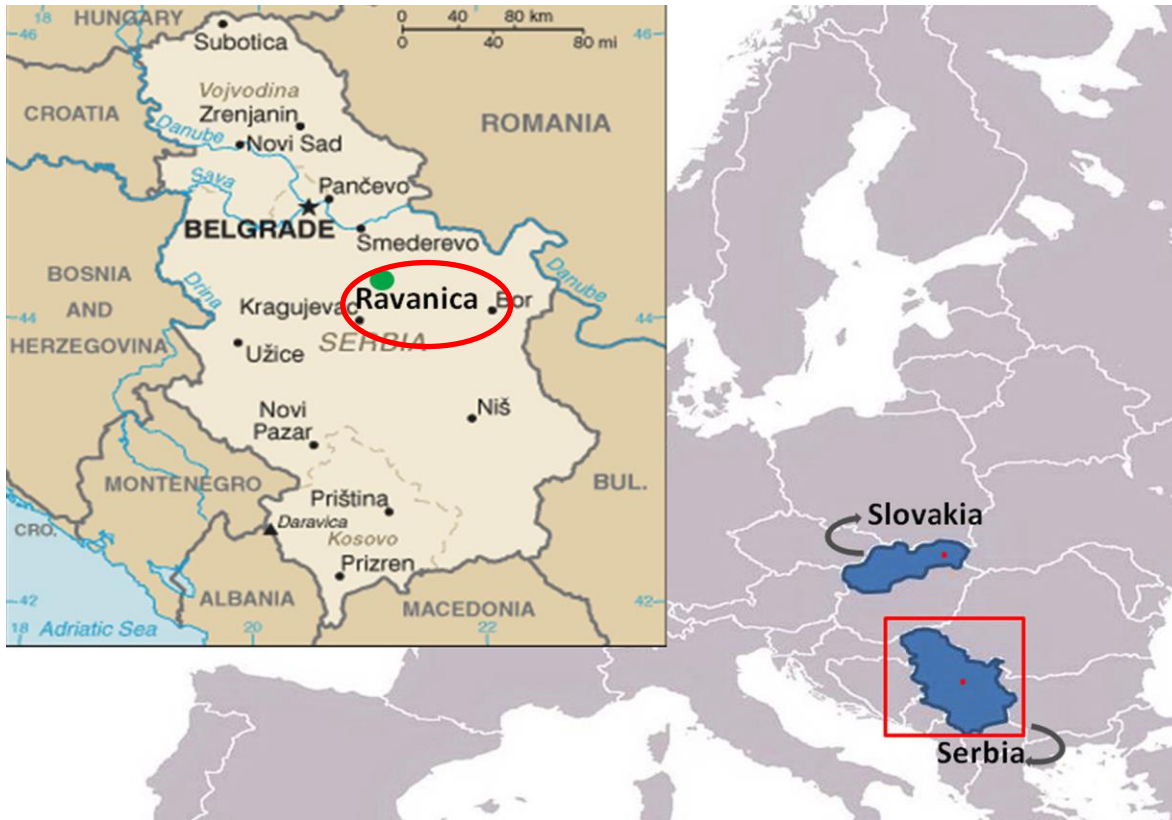 18
HUNGARY
20
22
0 40 80 km
0 40 80 mi
46
46
Subotica
CROATIA
Vojvodina
Zrenjanin
Danube
Novi Sad
ROMANIA
Sava
Pančevo
BELGRADE
Smederevo
BOSNIA
AND
HERZEGOVINA
Drina
Danube
Ravanica
Kragujevac
Bor
44
44
SERBIA
Užice
Novi
Pazar
Niš
MONTENEGRO
BUL.
Priština
CRO.
Daravica
Kosovo
Prizren
ALBANIA
MACEDONIA
42
42
18
Adriatic Sea
Slovakia
Serbia